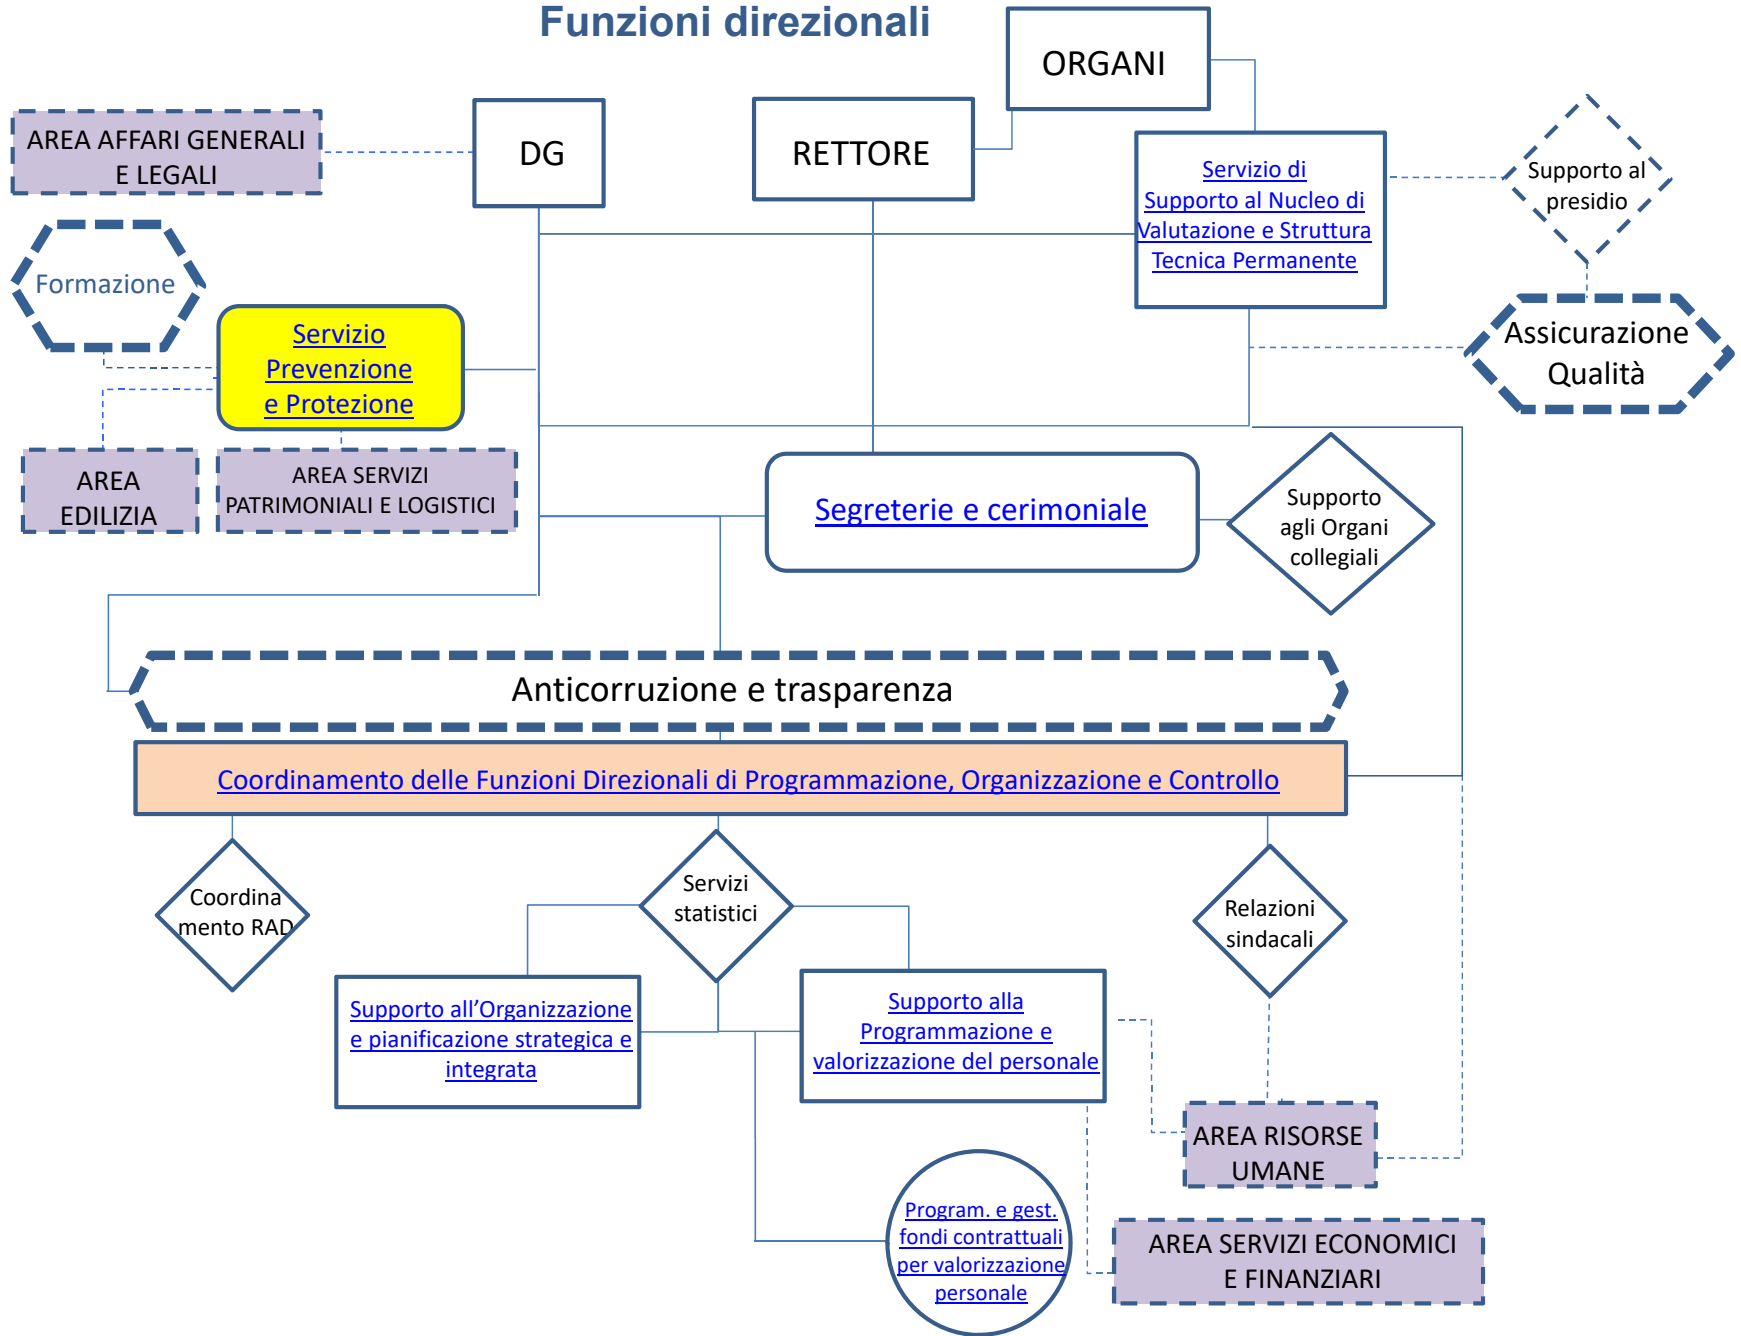 Funzioni direzionali
ORGANI
AREA AFFARI GENERALI
E LEGALI
DG
RETTORE
Servizio di
Supporto al Nucleo di
Valutazione e Struttura
Tecnica Permanente
Supporto al
presidio
Formazione
Servizio
Prevenzione
e Protezione
Assicurazione
Qualità
AREA
EDILIZIA
AREA SERVIZI
PATRIMONIALI E LOGISTICI
Segreterie e cerimoniale
Supporto
agli Organi
collegiali
Anticorruzione e trasparenza
Coordinamento delle Funzioni Direzionali di Programmazione, Organizzazione e Controllo
Coordina
mento RAD
Servizi
statistici
Relazioni
sindacali
Supporto all’Organizzazione
e pianificazione strategica e
integrata
Supporto alla
Programmazione e
valorizzazione del personale
AREA RISORSE
UMANE
Program. e gest.
fondi contrattuali
per valorizzazione
personale
AREA SERVIZI ECONOMICI
E FINANZIARI